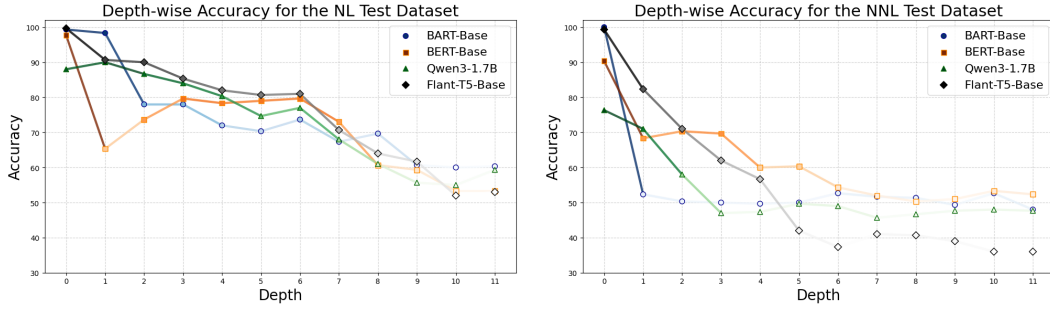 Depth-wise Accuracy for the NL Test Dataset
100
90
80
70
60
50
40
30
Accuracy
BART-Base
BERT-Base
Qwen3-1.7B
Flant-T5-Base
0 1 2 3 4 5 6 7 8 9 10 11
Depth
Depth-wise Accuracy for the NNL Test Dataset
100
90
80
70
60
50
40
30
Accuracy
BART-Base
BERT-Base
Qwen3-1.7B
Flant-T5-Base
0 1 2 3 4 5 6 7 8 9 10 11
Depth